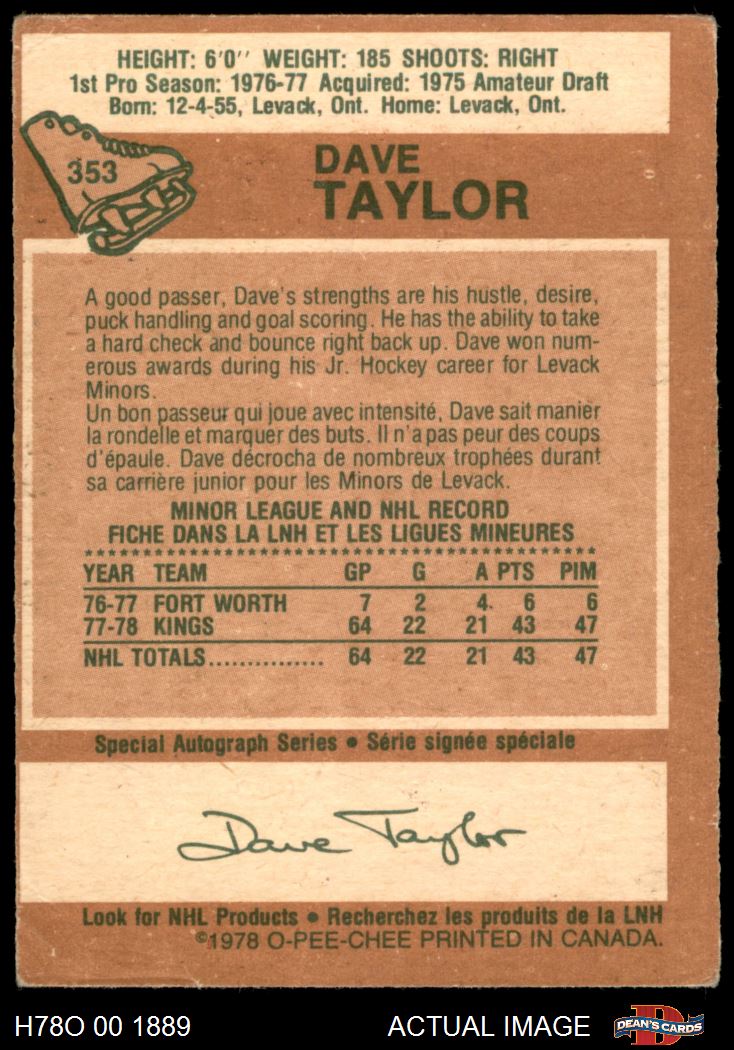 HEIGHT: 6'0'' WEIGHT: 185 SHOOTS: RIGHT
1st Pro Season: 1976-77 Acquired: 1975 Amateur Draft
Born: 12-4-55, Levack, Ont. Home: Levack, Ont.
353
DAVE
TAYLOR
A good passer, Dave's strengths are his hustle, desire,
puck handling and goal scoring. He has the ability to take
a hard check and bounce right back up. Dave won num-
erous awards during his Jr. Hockey career for Levack
Minors.
Un bon passeur qui joue avec intensité, Dave sait manier
la rondelle et marquer des buts. Il n'a pas peur des coups
d'épaule. Dave décrocha de nombreux trophées durant
sa carrière junior pour les Minors de Levack.
MINOR LEAGUE AND NHL RECORD
FICHE DANS LA LNH ET LES LIGUES MINEURES
YEAR TEAM GP G A PTS PIM
76-77 FORT WORTH 7 2 4 6 6
77-78 KINGS 64 22 21 43 47
NHL TOTALS............... 64 22 21 43 47
Special Autograph Series • Série signée spéciale
Dave Taylor
Look for NHL Products • Recherchez les produits de la LNH
©1978 O-PEE-CHEE PRINTED IN CANADA.
H78O 00 1889 ACTUAL IMAGE D DEAN'S CARDS